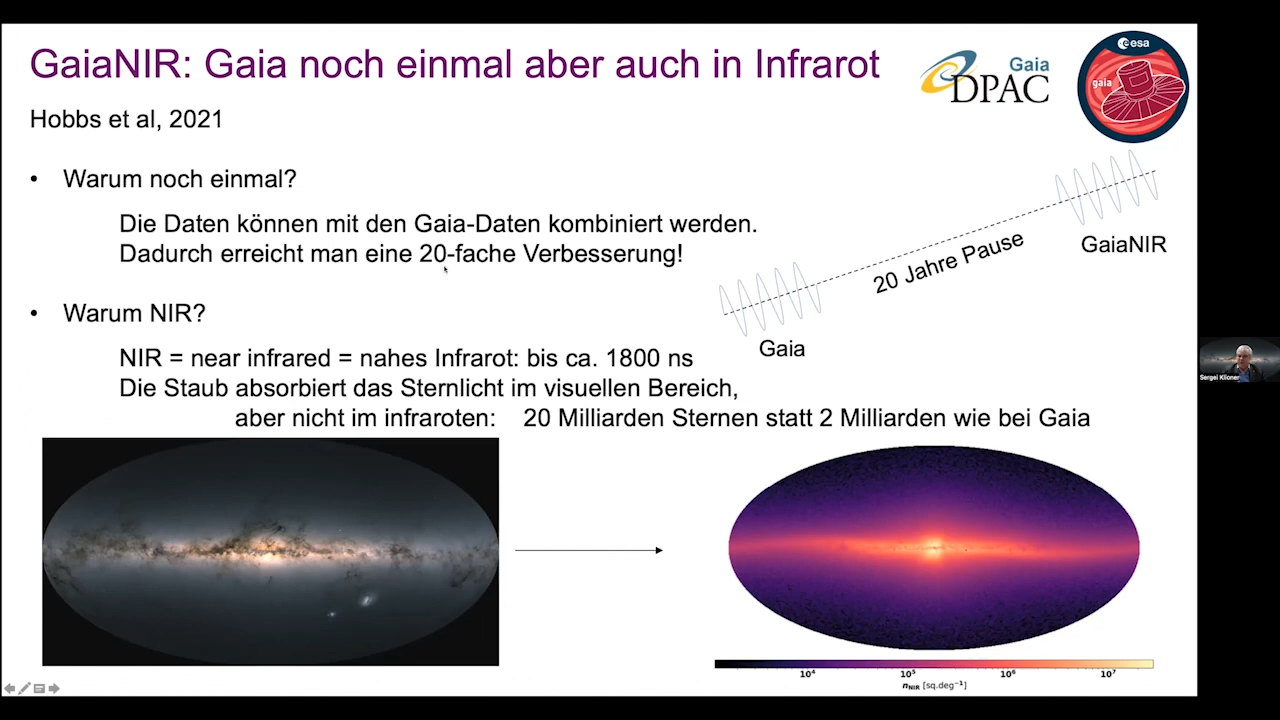 GaiaNIR: Gaia noch einmal aber auch in Infrarot
Gaia
DPAC
esa
gaia
Hobbs et al, 2021
• Warum noch einmal?
Die Daten können mit den Gaia-Daten kombiniert werden.
Dadurch erreicht man eine 20-fache Verbesserung!
Gaia
20 Jahre Pause
GaiaNIR
• Warum NIR?
NIR = near infrared = nahes Infrarot: bis ca. 1800 ns
Die Staub absorbiert das Sternlicht im visuellen Bereich,
aber nicht im infraroten: 20 Milliarden Sternen statt 2 Milliarden wie bei Gaia
10⁴ 10⁵ 10⁶ 10⁷
n_NIR [sq.deg⁻¹]
Sergei Klioner